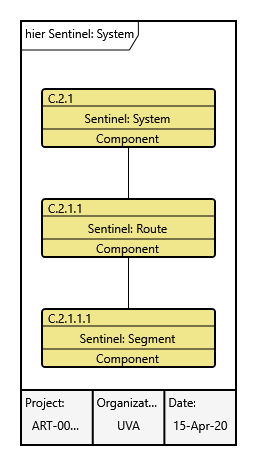 hier Sentinel: System
C.2.1
Sentinel: System
Component
C.2.1.1
Sentinel: Route
Component
C.2.1.1.1
Sentinel: Segment
Component
Project: Organizat... Date:
ART-00... UVA 15-Apr-20